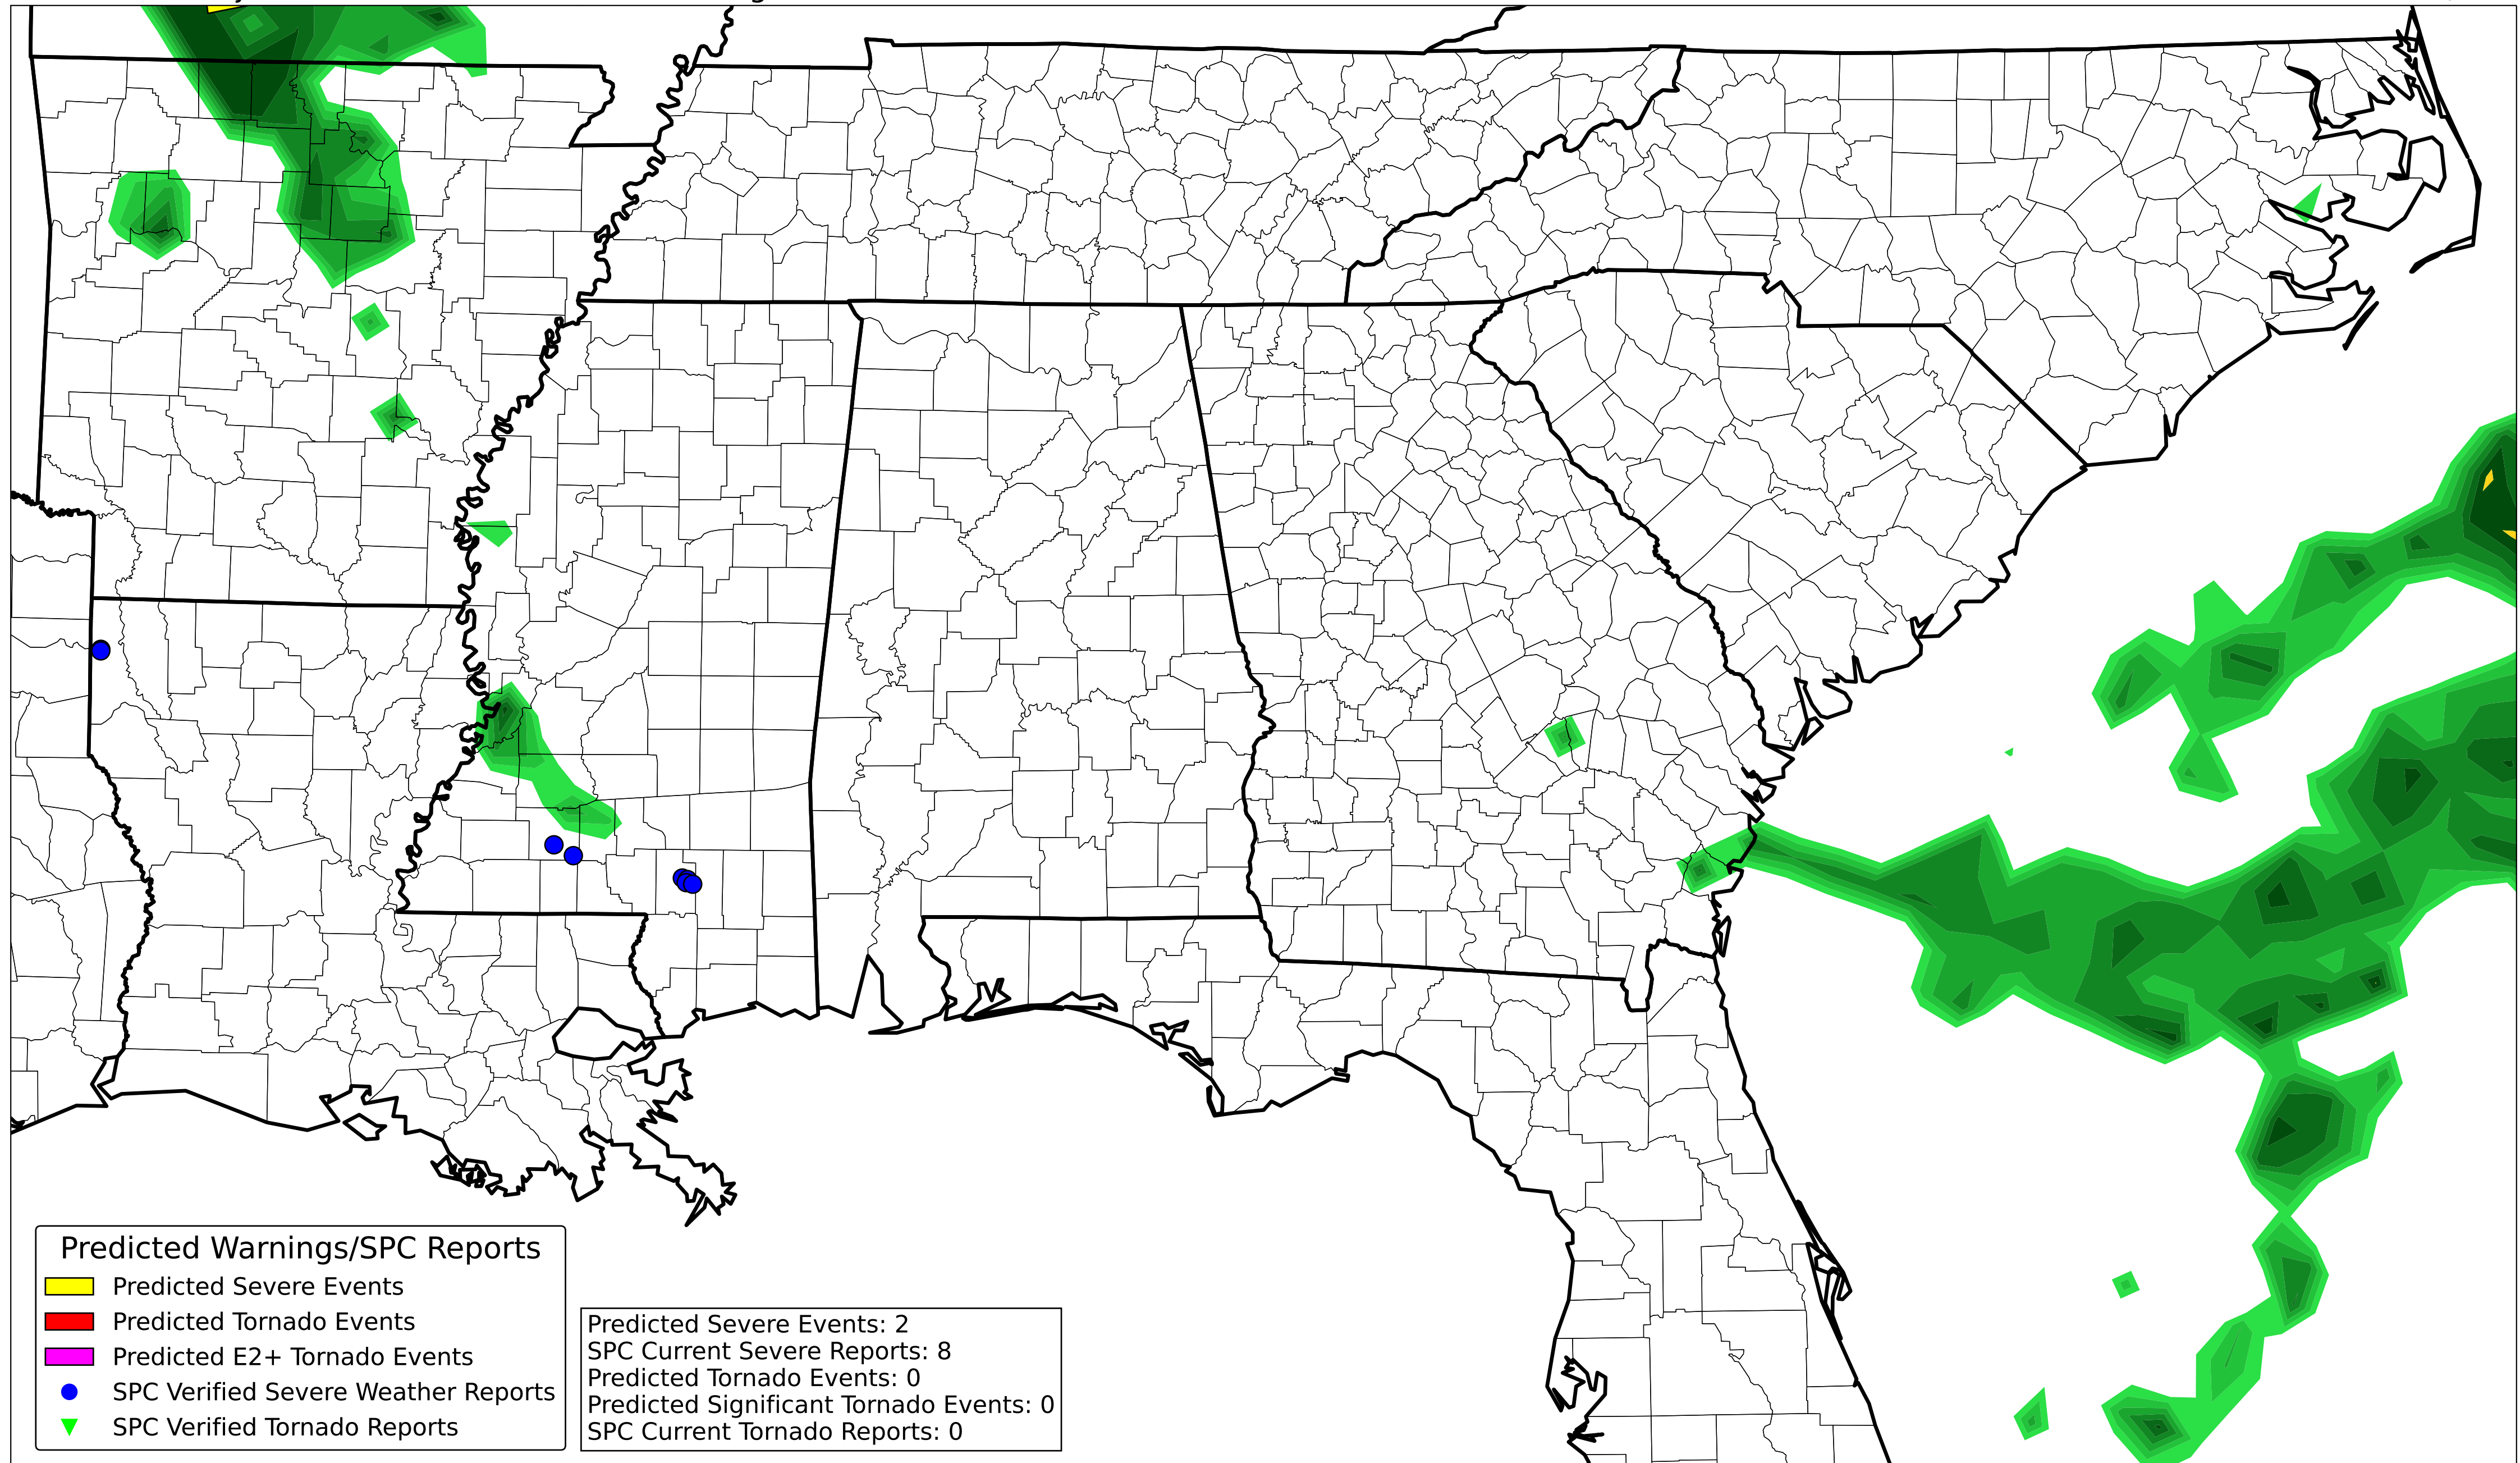 Predicted Warnings/SPC Reports
Predicted Severe Events
Predicted Tornado Events
Predicted E2+ Tornado Events
SPC Verified Severe Weather Reports
SPC Verified Tornado Reports
Predicted Severe Events: 2
SPC Current Severe Reports: 8
Predicted Tornado Events: 0
Predicted Significant Tornado Events: 0
SPC Current Tornado Reports: 0